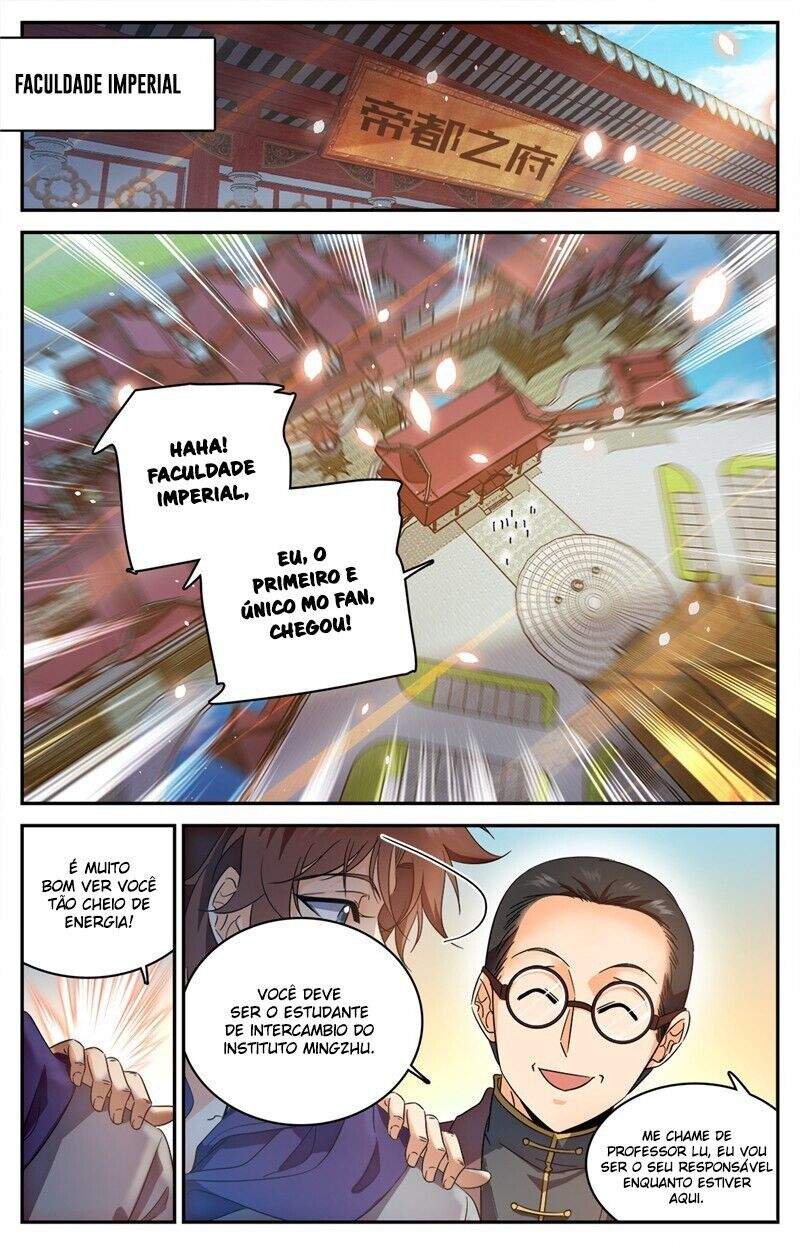 FACULDADE IMPERIAL
帝都之府
HAHA!
FACULDADE
IMPERIAL,
EU, O
PRIMEIRO E
ÚNICO MO FAN,
CHEGOU!
É MUITO
BOM VER VOCÊ
TÃO CHEIO DE
ENERGIA!
VOCÊ DEVE
SER O ESTUDANTE
DE INTERCAMBIO DO
INSTITUTO MINGZHU.
ME CHAME DE
PROFESSOR LU, EU VOU
SER O SEU RESPONSÁVEL
ENQUANTO ESTIVER
AQUI.